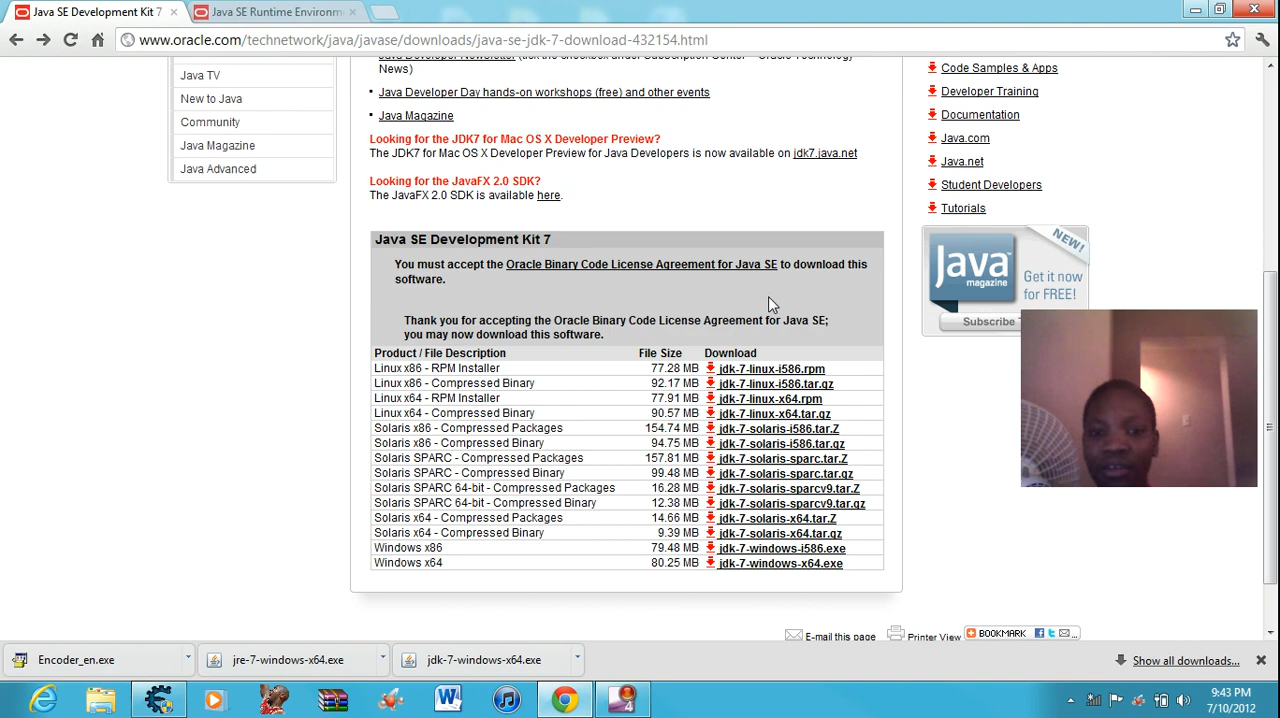 Java SE Development Kit 7
Java SE Runtime Environm
www.oracle.com/technetwork/java/javase/downloads/java-se-jdk-7-download-432154.html
Java TV
New to Java
Community
Java Magazine
Java Advanced
Java Developer Newsletter (tick the checkbox under Subscription Center - Oracle Technology
News)
Java Developer Day hands-on workshops (free) and other events
Java Magazine
Looking for the JDK7 for Mac OS X Developer Preview?
The JDK7 for Mac OS X Developer Preview for Java Developers is now available on jdk7.java.net
Looking for the JavaFX 2.0 SDK?
The JavaFX 2.0 SDK is available here.
Java SE Development Kit 7
You must accept the Oracle Binary Code License Agreement for Java SE to download this
software.
Thank you for accepting the Oracle Binary Code License Agreement for Java SE;
you may now download this software.
Product / File Description File Size Download
Linux x86 - RPM Installer 77.28 MB jdk-7-linux-i586.rpm
Linux x86 - Compressed Binary 92.17 MB jdk-7-linux-i586.tar.gz
Linux x64 - RPM Installer 77.91 MB jdk-7-linux-x64.rpm
Linux x64 - Compressed Binary 90.57 MB jdk-7-linux-x64.tar.gz
Solaris x86 - Compressed Packages 154.74 MB jdk-7-solaris-i586.tar.Z
Solaris x86 - Compressed Binary 94.75 MB jdk-7-solaris-i586.tar.gz
Solaris SPARC - Compressed Packages 157.81 MB jdk-7-solaris-sparc.tar.Z
Solaris SPARC - Compressed Binary 99.48 MB jdk-7-solaris-sparc.tar.gz
Solaris SPARC 64-bit - Compressed Packages 16.28 MB jdk-7-solaris-sparcv9.tar.Z
Solaris SPARC 64-bit - Compressed Binary 12.38 MB jdk-7-solaris-sparcv9.tar.gz
Solaris x64 - Compressed Packages 14.66 MB jdk-7-solaris-x64.tar.Z
Solaris x64 - Compressed Binary 9.39 MB jdk-7-solaris-x64.tar.gz
Windows x86 79.48 MB jdk-7-windows-i586.exe
Windows x64 80.25 MB jdk-7-windows-x64.exe
Code Samples & Apps
Developer Training
Documentation
Java.com
Java.net
Student Developers
Tutorials
NEW!
Java
magazine
Get it now
for FREE!
Subscribe
E-mail this page
Printer View
BOOKMARK
Encoder_en.exe
jre-7-windows-x64.exe
jdk-7-windows-x64.exe
Show all downloads...
4
9:43 PM
7/10/2012